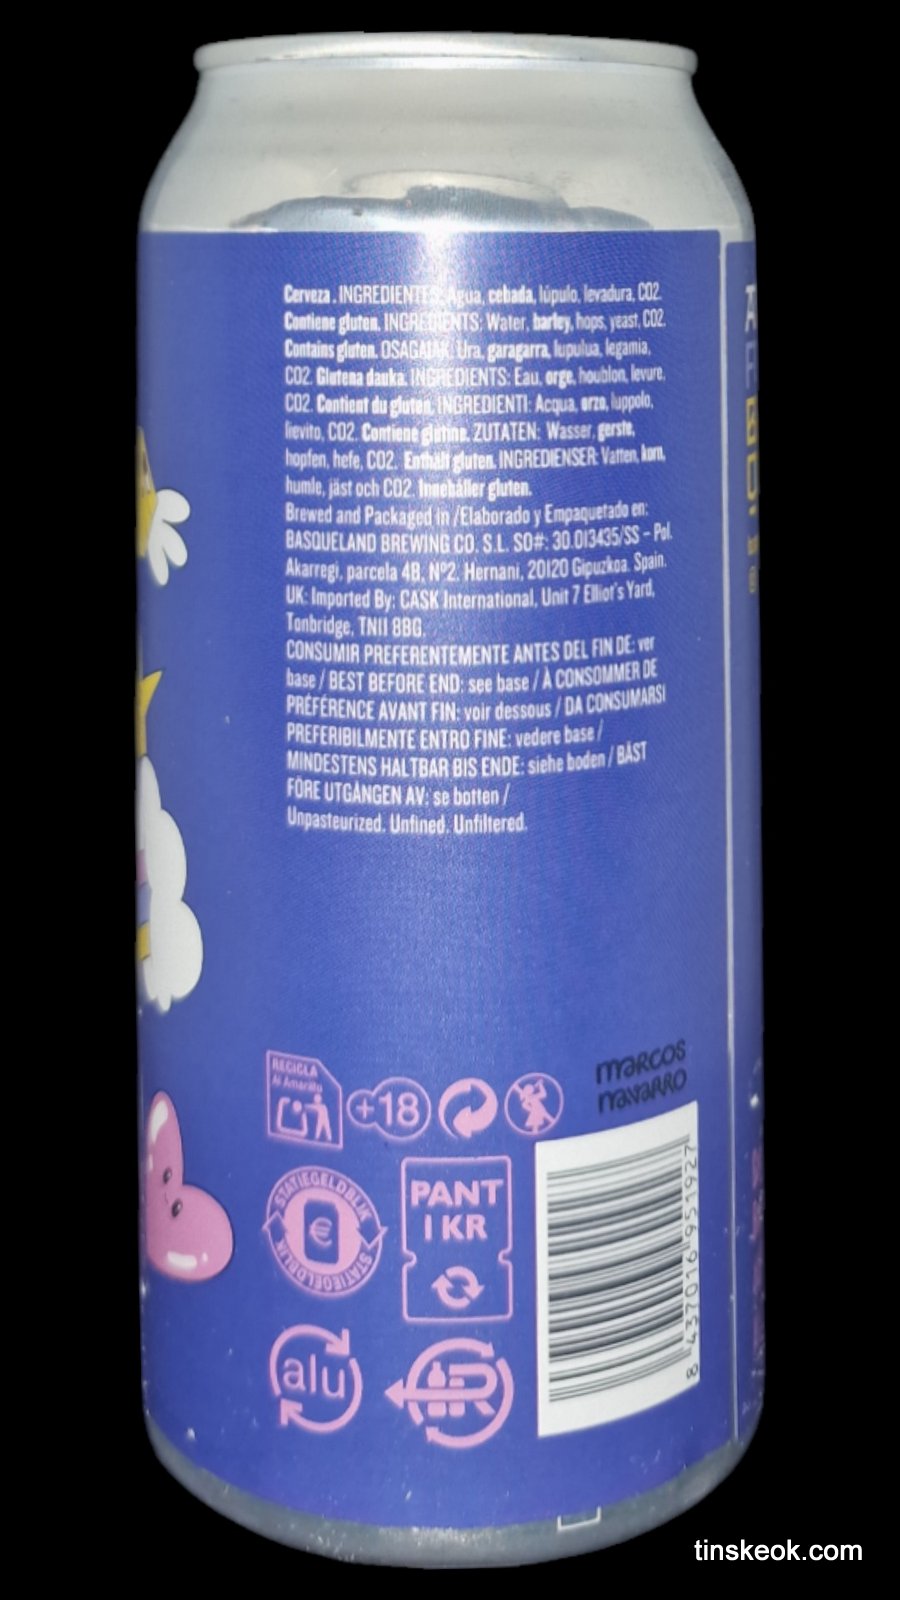 Cerveza . INGREDIENTES: Agua, cebada, lúpulo, levadura, CO2.
Contiene gluten. INGREDIENTS: Water, barley, hops, yeast, CO2.
Contains gluten. OSAGAIAK: Ura, garagarra, lupulua, legamia,
CO2. Glutena dauka. INGREDIENTS: Eau, orge, houblon, levure,
CO2. Contient du gluten. INGREDIENTI: Acqua, orzo, luppolo,
lievito, CO2. Contiene glutine. ZUTATEN: Wasser, gerste,
hopfen, hefe, CO2. Enthält gluten. INGREDIENSER: Vatten, korn,
humle, jäst och CO2. Innehåller gluten.
Brewed and Packaged in /Elaborado y Empaquetado en:
BASQUELAND BREWING CO. S.L. SO#: 30.013435/SS - Pol.
Akarregi, parcela 4B, Nº2. Hernani, 20120 Gipuzkoa. Spain.
UK: Imported By: CASK International, Unit 7 Elliot's Yard,
Tonbridge, TN11 8BG.
CONSUMIR PREFERENTEMENTE ANTES DEL FIN DE: ver
base / BEST BEFORE END: see base / À CONSOMMER DE
PRÉFÉRENCE AVANT FIN: voir dessous / DA CONSUMARSI
PREFERIBILMENTE ENTRO FINE: vedere base /
MINDESTENS HALTBAR BIS ENDE: siehe boden / BÄST
FÖRE UTGÅNGEN AV: se botten /
Unpasteurized. Unfined. Unfiltered.
RECICLA
Al Amarillo
+18
marcos
navarro
STATIEGELDBLIK
STATIEGELDBLIK
€
PANT
1 KR
alu
8 437016 951927
tinskeok.com